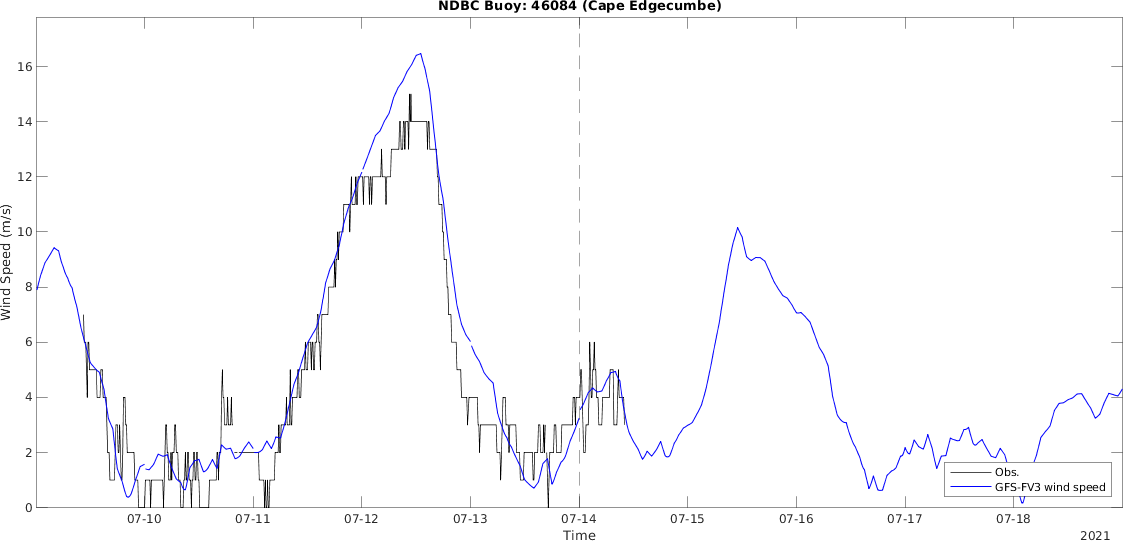 NDBC Buoy: 46084 (Cape Edgecumbe)
Wind Speed (m/s)
16
14
12
10
8
6
4
2
0
07-10 07-11 07-12 07-13 07-14 07-15 07-16 07-17 07-18
Time
2021
Obs.
GFS-FV3 wind speed